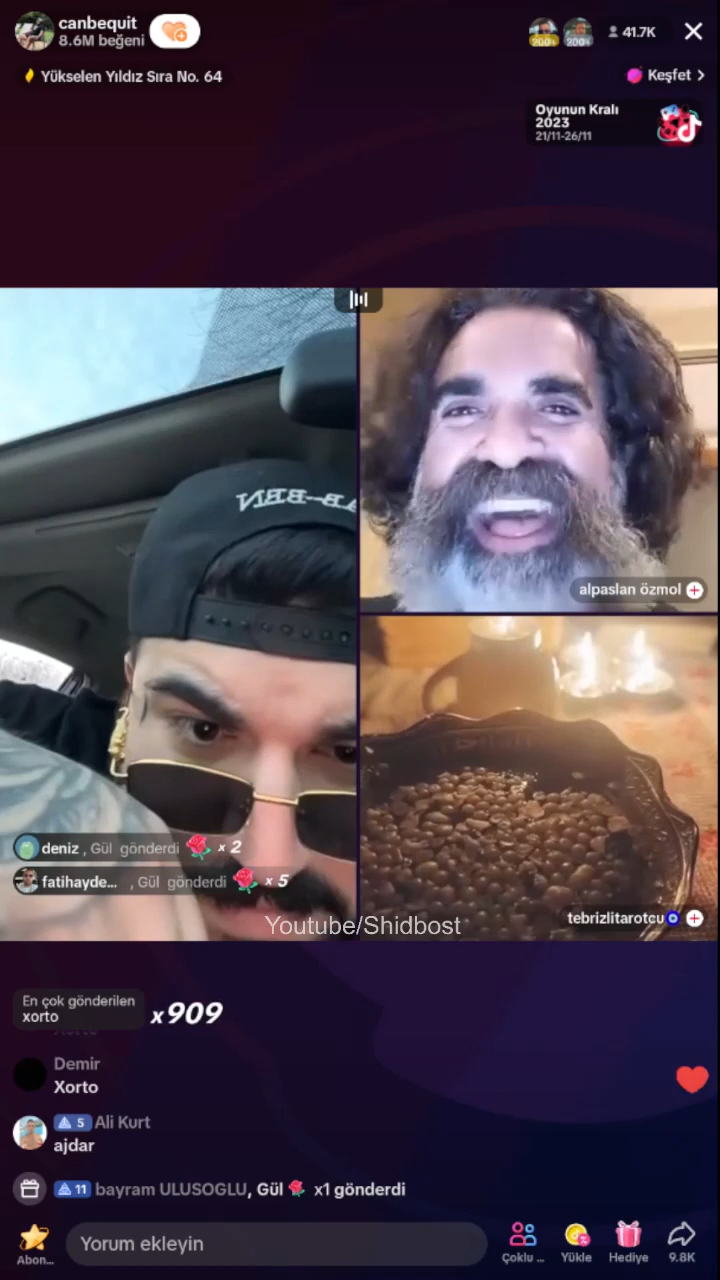 canbequit
8.6M beğeni
200+
200+
41.7K
Yükselen Yıldız Sıra No. 64
Keşfet
Oyunun Kralı
2023
21/11-26/11
alpaslan özmol
deniz , Gül gönderdi x 2
fatihayde... , Gül gönderdi x 5
tebrizlitarotcu
Youtube/Shidbost
En çok gönderilen
xorto
x909
Demir
Xorto
5 Ali Kurt
ajdar
11 bayram ULUSOGLU, Gül x1 gönderdi
Abon...
Yorum ekleyin
Çoklu ...
Yükle
Hediye
9.8K